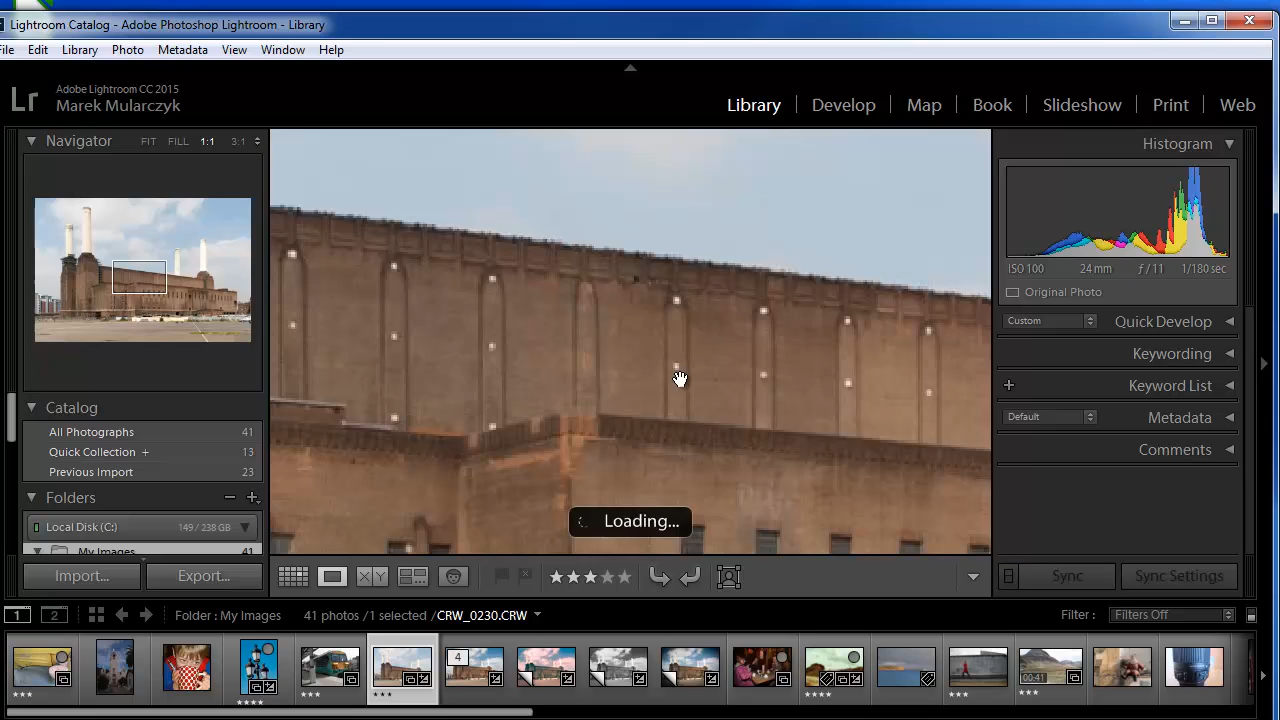 Lightroom Catalog - Adobe Photoshop Lightroom - Library
File Edit Library Photo Metadata View Window Help
Lr
Adobe Lightroom CC 2015
Marek Mularczyk
Library Develop Map Book Slideshow Print Web
Navigator FIT FILL 1:1 3:1
Histogram
ISO 100 24 mm ƒ / 11 1/180 sec
Original Photo
Custom Quick Develop
Keywording
+ Keyword List
Default Metadata
Comments
Catalog
All Photographs 41
Quick Collection + 13
Previous Import 23
Folders − +
Local Disk (C:) 149 / 238 GB
My Images 41
Loading...
Import... Export...
X Y
Sync Sync Settings
1 2 Folder : My Images 41 photos / 1 selected / CRW_0230.CRW Filter : Filters Off
4
00:41